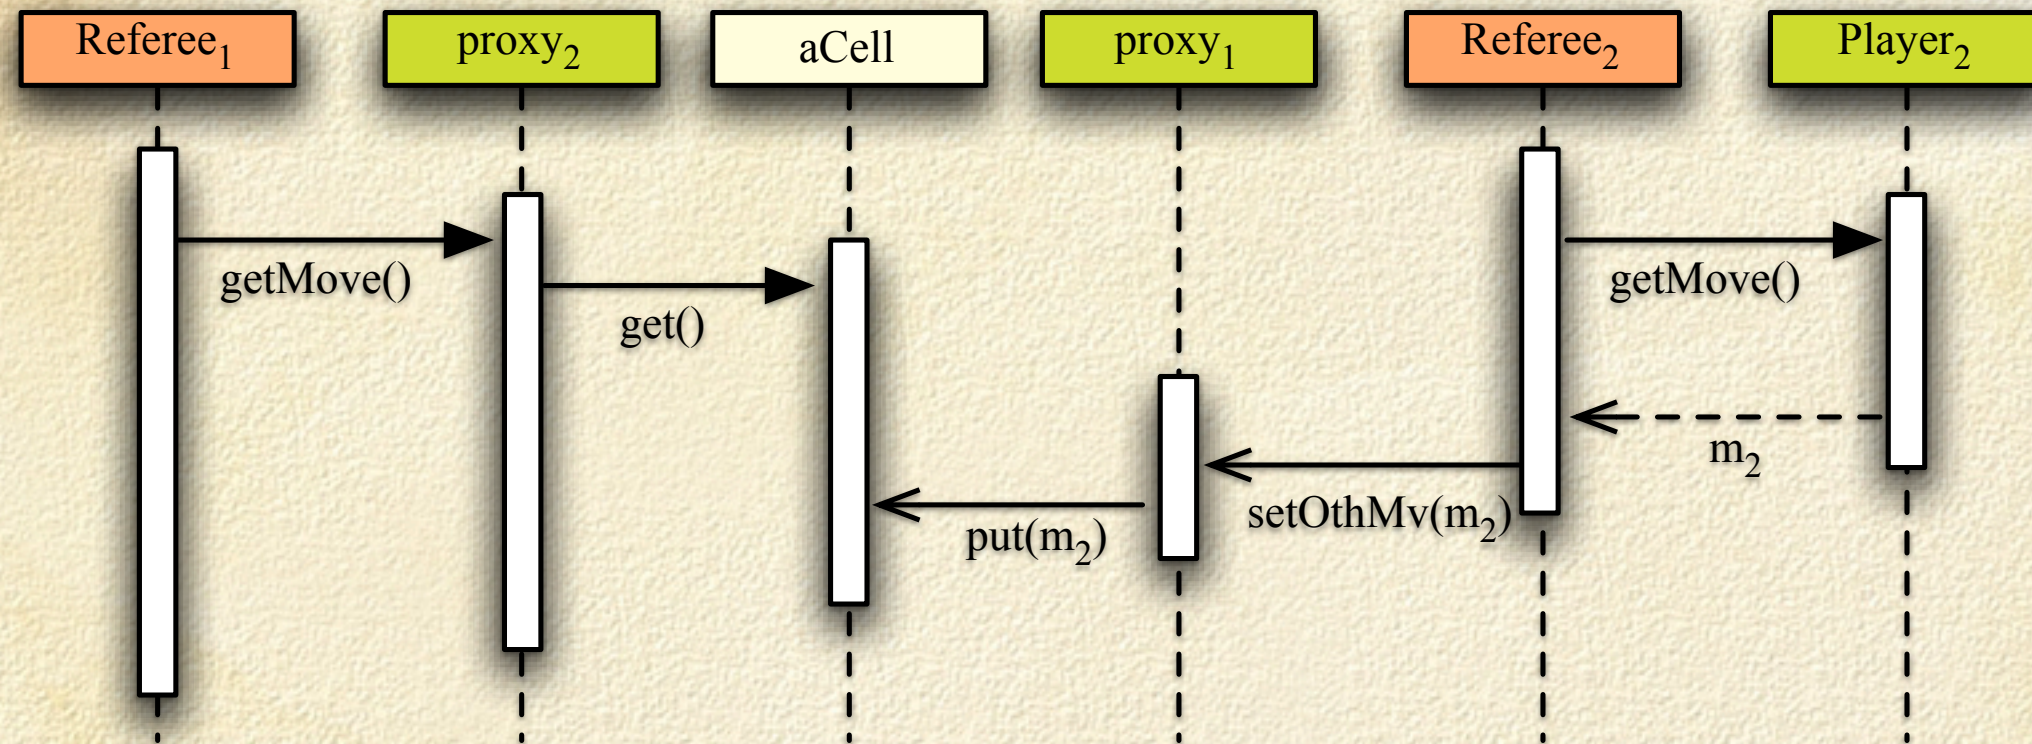 Referee₁
proxy₂
aCell
proxy₁
Referee₂
Player₂
getMove()
get()
getMove()
m₂
setOthMv(m₂)
put(m₂)